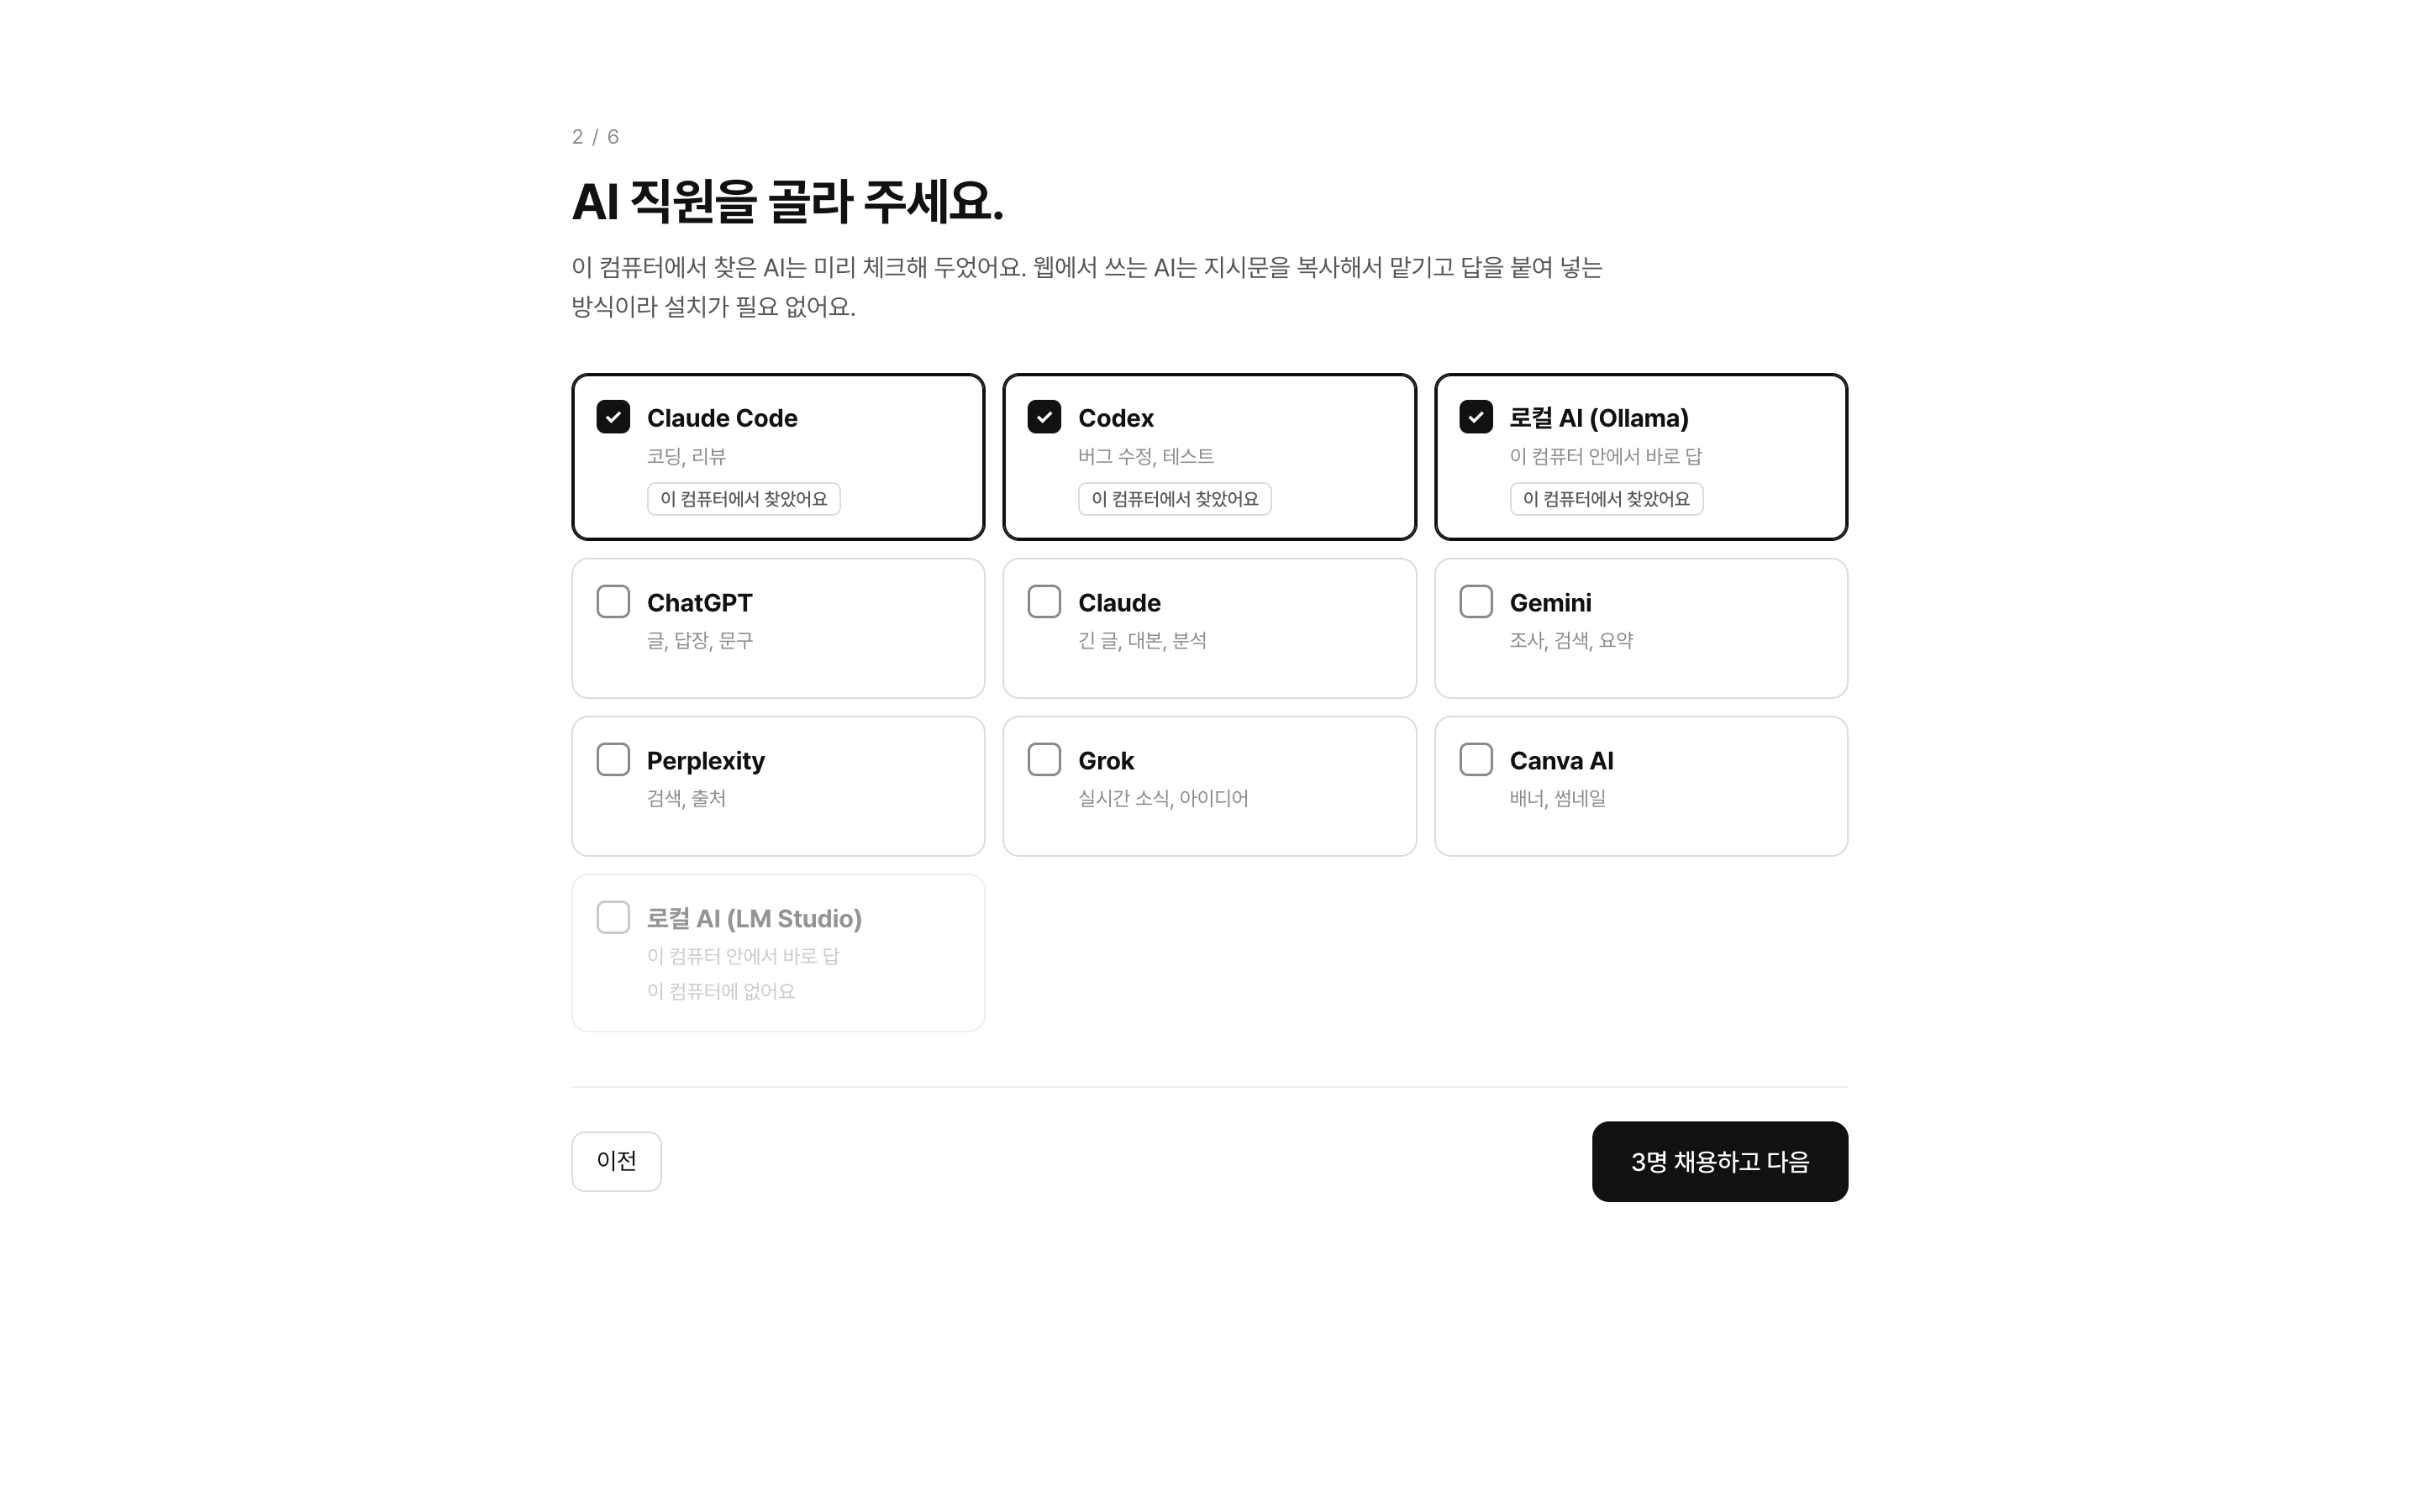 2 / 6
AI 직원을 골라 주세요.
이 컴퓨터에서 찾은 AI는 미리 체크해 두었어요. 웹에서 쓰는 AI는 지시문을 복사해서 맡기고 답을 붙여 넣는
방식이라 설치가 필요 없어요.
Claude Code
코딩, 리뷰
이 컴퓨터에서 찾았어요
Codex
버그 수정, 테스트
이 컴퓨터에서 찾았어요
로컬 AI (Ollama)
이 컴퓨터 안에서 바로 답
이 컴퓨터에서 찾았어요
ChatGPT
글, 답장, 문구
Claude
긴 글, 대본, 분석
Gemini
조사, 검색, 요약
Perplexity
검색, 출처
Grok
실시간 소식, 아이디어
Canva AI
배너, 썸네일
로컬 AI (LM Studio)
이 컴퓨터 안에서 바로 답
이 컴퓨터에 없어요
이전
3명 채용하고 다음